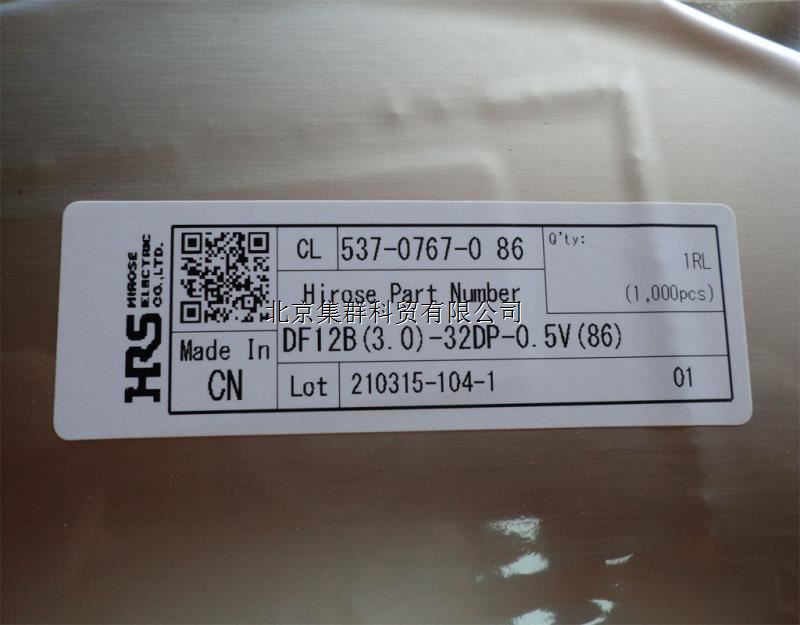 HRS
HIROSE
ELECTRIC
CO.,LTD.
CL 537-0767-0 86
Q'ty:
1RL
(1,000pcs)
Hirose Part Number
北京集群科贸有限公司
DF12B(3.0)-32DP-0.5V(86)
Made In
CN
Lot 210315-104-1 01